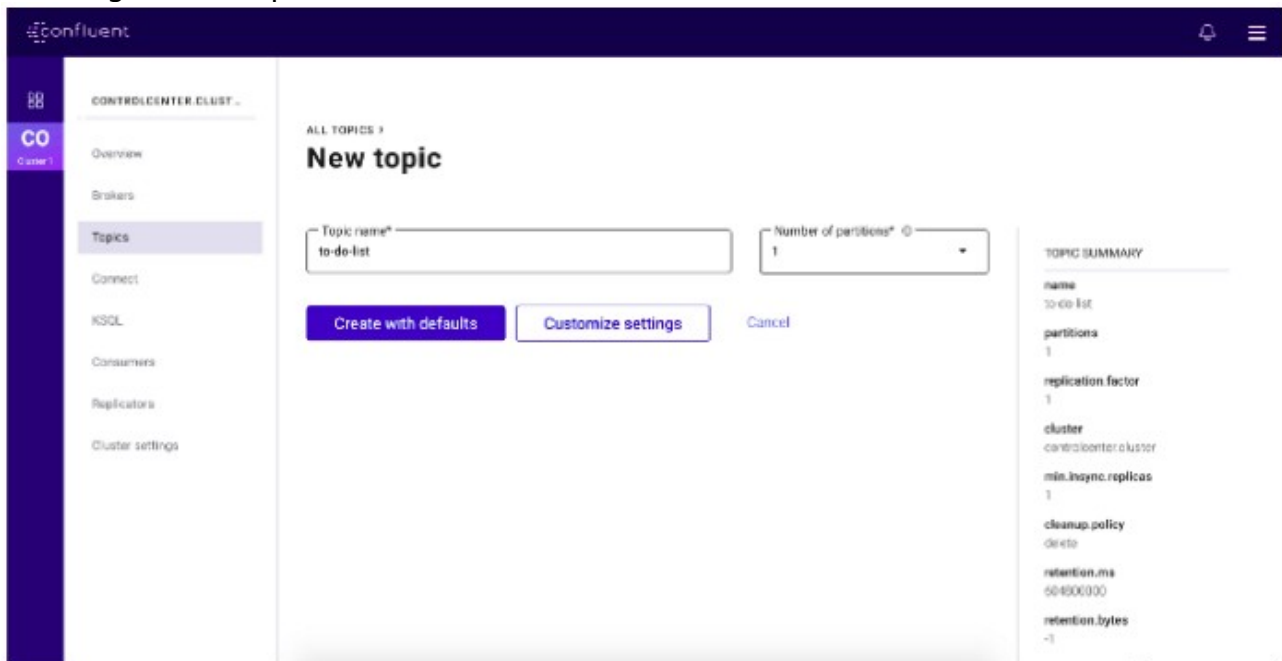 confluent
CO
Cluster 1
CONTROLCENTER.CLUST...
Overview
Brokers
Topics
Connect
KSQL
Consumers
Replicators
Cluster settings
ALL TOPICS >
New topic
Topic name*
to-do-list
Number of partitions*
1
Create with defaults
Customize settings
Cancel
TOPIC SUMMARY
name
to-do-list
partitions
1
replication.factor
1
cluster
controlcenter.cluster
min.insync.replicas
1
cleanup.policy
delete
retention.ms
604800000
retention.bytes
-1